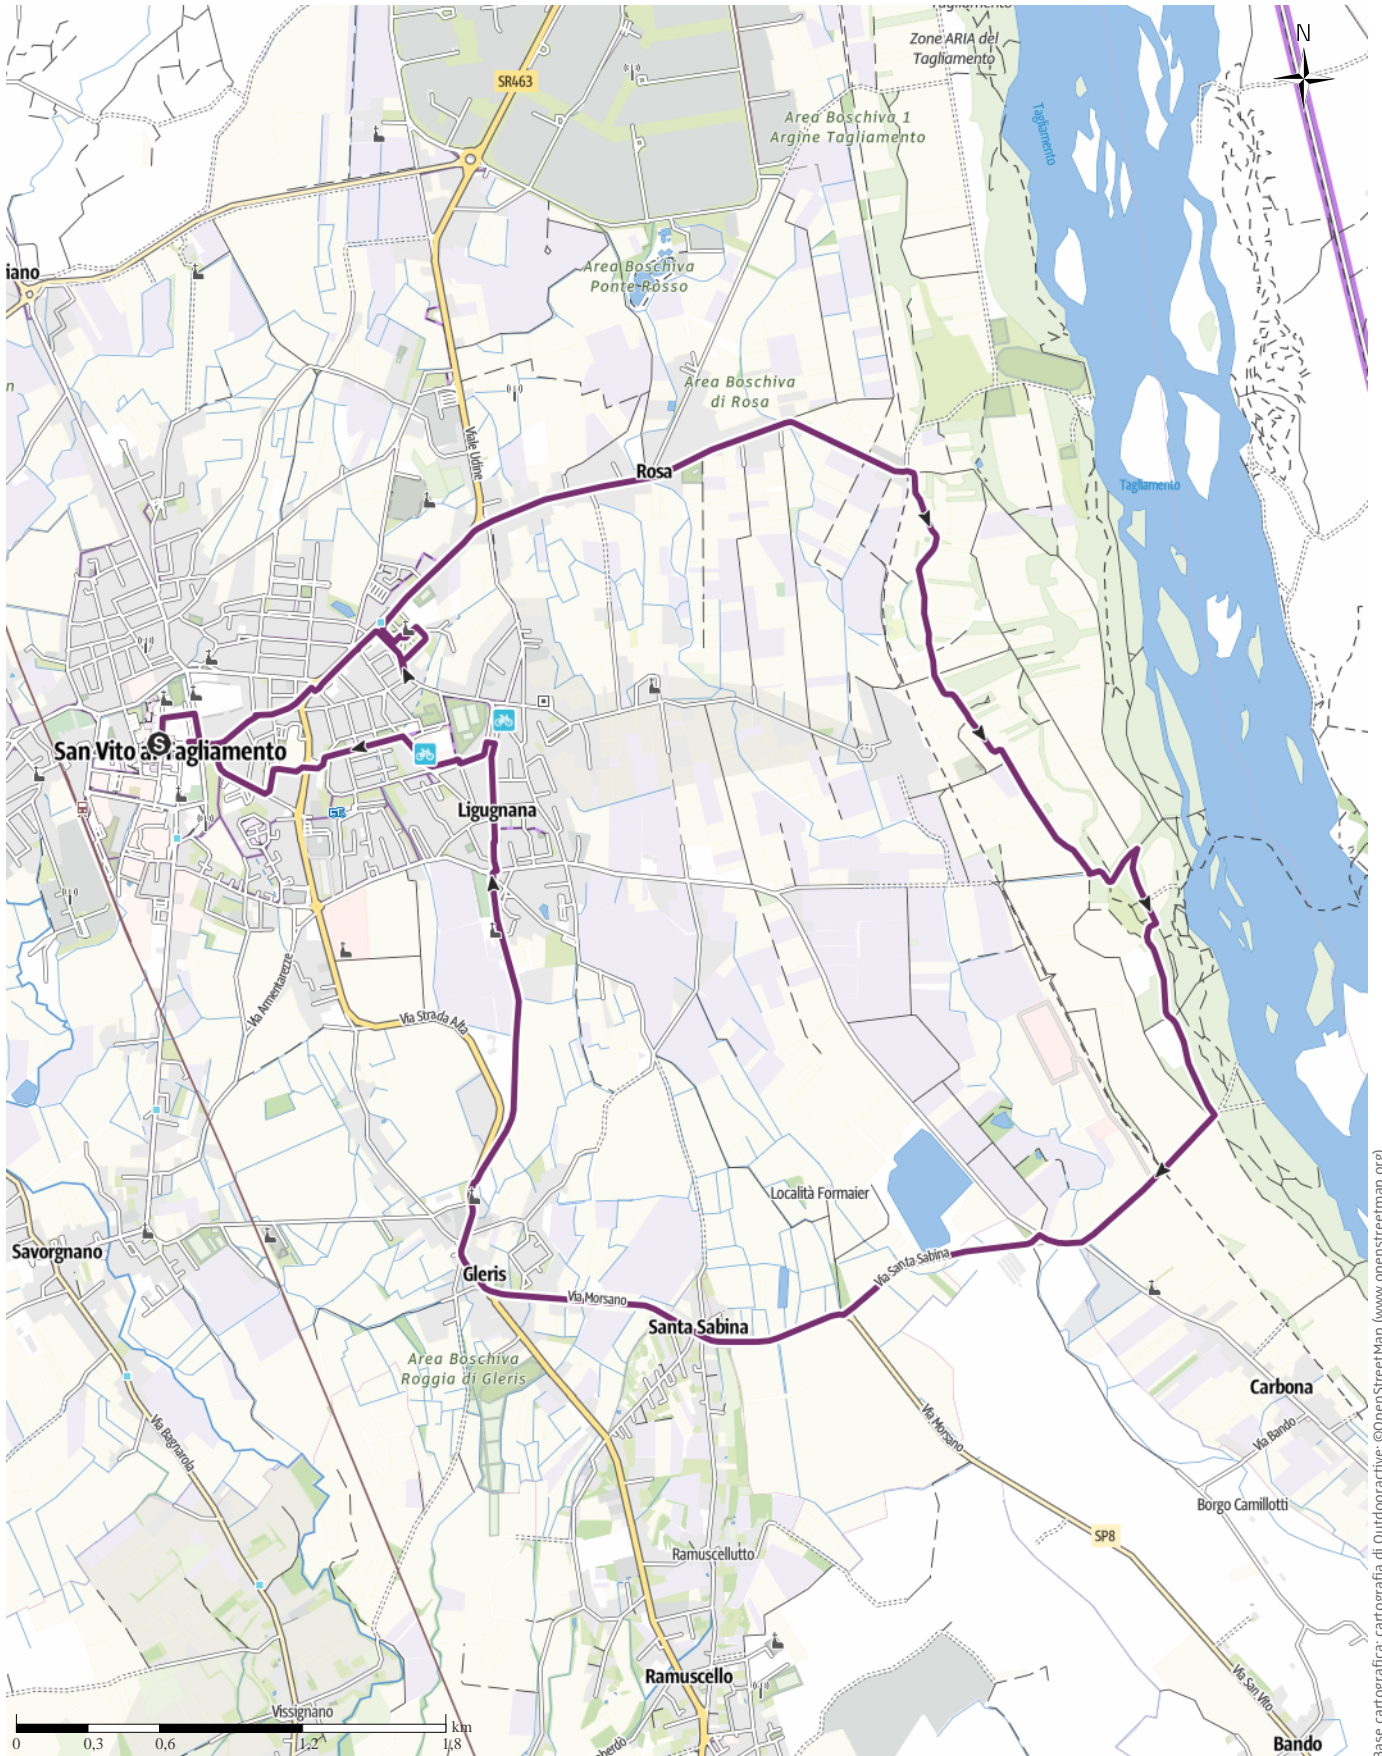 Tagliamento
Zone ARIA del
Tagliamento
N
SR463
Area Boschiva 1
Argine Tagliamento
Tagliamento
iano
Area Boschiva
Ponte Rosso
n
Area Boschiva
di Rosa
Viale Udine
Rosa
Tagliamento
S
San Vito al Tagliamento
Ligugnana
Via Armentarezze
Via Strada Alta
Località Formaier
Savorgnano
Gleris
Via Santa Sabina
Via Morsano
Santa Sabina
Area Boschiva
Roggia di Gleris
Carbona
Via Bagnarola
Via Morsano
Via Bando
Borgo Camillotti
SP8
Ramuscellutto
Ramuscello
Via San Vito
Vissignano
Bando
km
0 0,3 0,6 1,2 1,8
base cartografica: cartografia di Outdooractive; ©OpenStreetMap (www.openstreetmap.org)